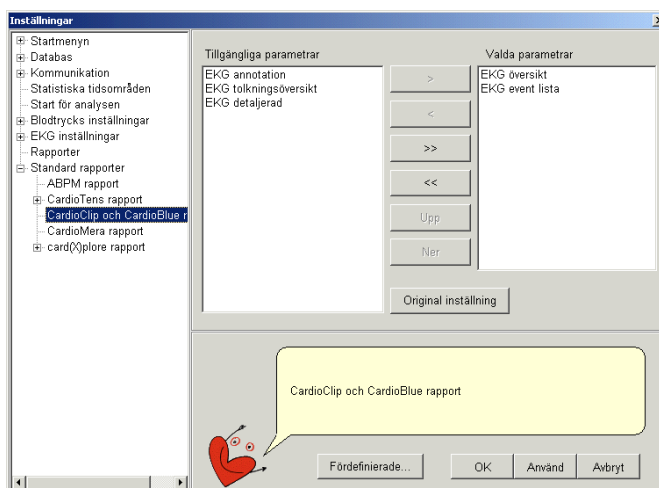 Inställningar
Startmenyn
Databas
Kommunikation
Statistiska tidsområden
Start för analysen
Blodtrycks inställningar
EKG inställningar
Rapporter
Standard rapporter
ABPM rapport
CardioTens rapport
CardioClip och CardioBlue r
CardioMera rapport
card(X)plore rapport
Tillgängliga parametrar
EKG annotation
EKG tolkningsöversikt
EKG detaljerad
>
<
>>
<<
Upp
Ner
Valda parametrar
EKG översikt
EKG event lista
Original inställning
CardioClip och CardioBlue rapport
Fördefinierade...
OK
Använd
Avbryt